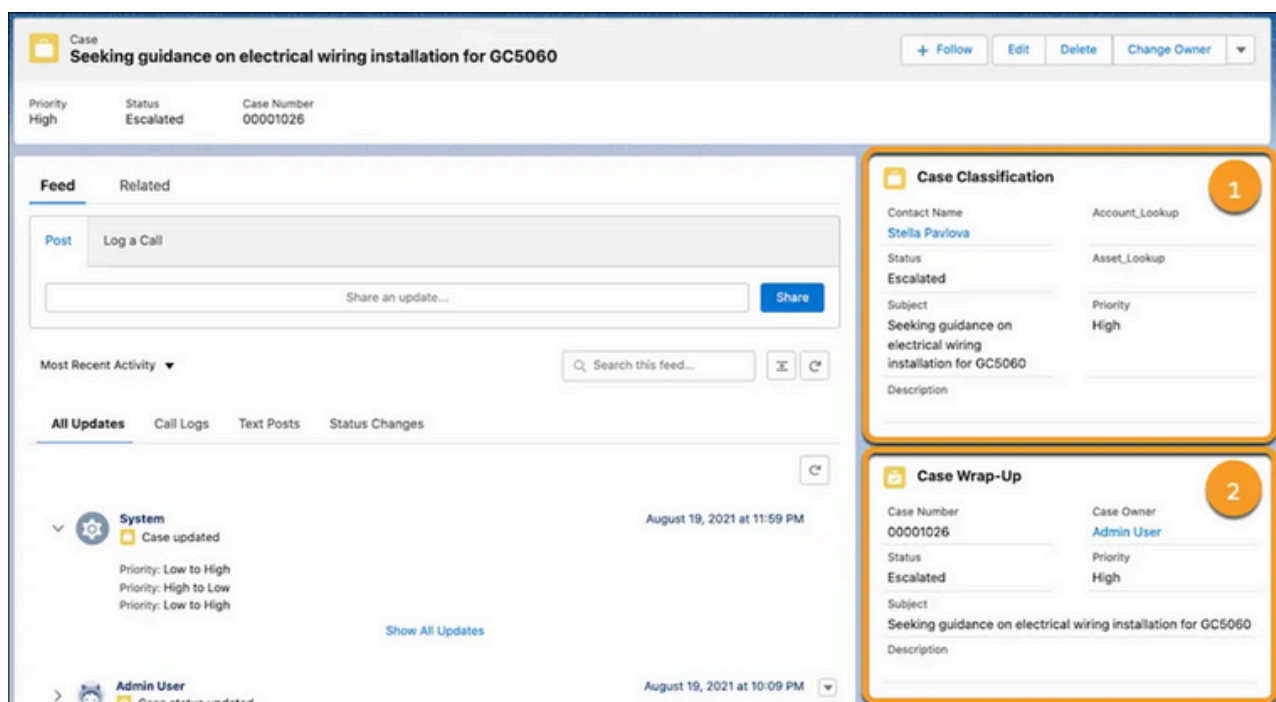 Case
Seeking guidance on electrical wiring installation for GC5060
+ Follow
Edit
Delete
Change Owner
Priority
Status
Case Number
High
Escalated
00001026
Feed
Related
Post
Log a Call
Share an update...
Share
Most Recent Activity
Search this feed...
All Updates
Call Logs
Text Posts
Status Changes
System
August 19, 2021 at 11:59 PM
Case updated
Priority: Low to High
Priority: High to Low
Priority: Low to High
Show All Updates
Admin User
August 19, 2021 at 10:09 PM
Case status updated
Case Classification
1
Contact Name
Account_Lookup
Stella Pavlova
Status
Asset_Lookup
Escalated
Subject
Priority
Seeking guidance on
High
electrical wiring
installation for GC5060
Description
Case Wrap-Up
2
Case Number
Case Owner
00001026
Admin User
Status
Priority
Escalated
High
Subject
Seeking guidance on electrical wiring installation for GC5060
Description